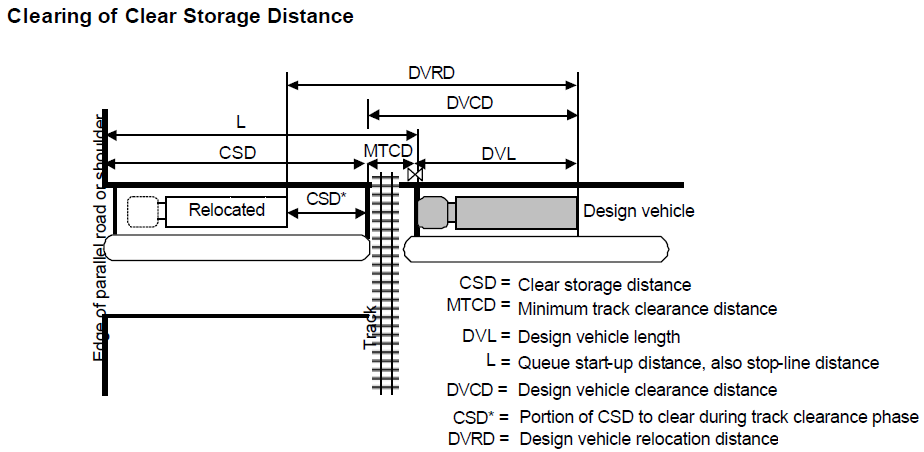 Clearing of Clear Storage Distance
DVRD
DVCD
L
CSD
MTCD
DVL
Edge of parallel road or shoulder
Relocated
CSD*
Design vehicle
Track
CSD = Clear storage distance
MTCD = Minimum track clearance distance
DVL = Design vehicle length
L = Queue start-up distance, also stop-line distance
DVCD = Design vehicle clearance distance
CSD* = Portion of CSD to clear during track clearance phase
DVRD = Design vehicle relocation distance